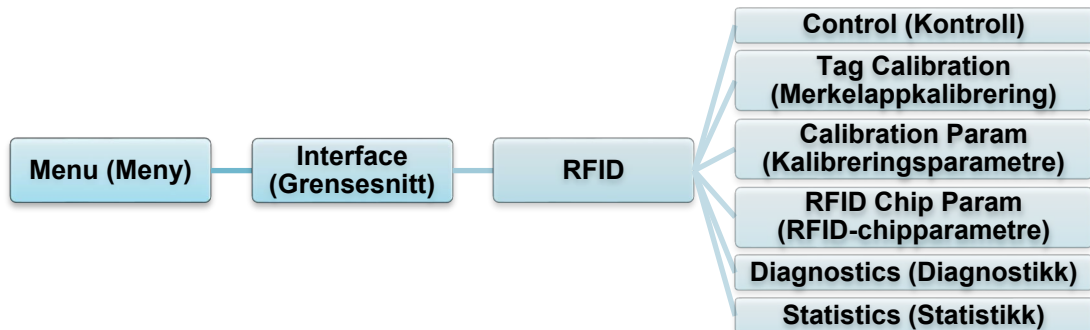 Menu (Meny)
Interface
(Grensesnitt)
RFID
Control (Kontroll)
Tag Calibration
(Merkelappkalibrering)
Calibration Param
(Kalibreringsparametre)
RFID Chip Param
(RFID-chipparametre)
Diagnostics (Diagnostikk)
Statistics (Statistikk)